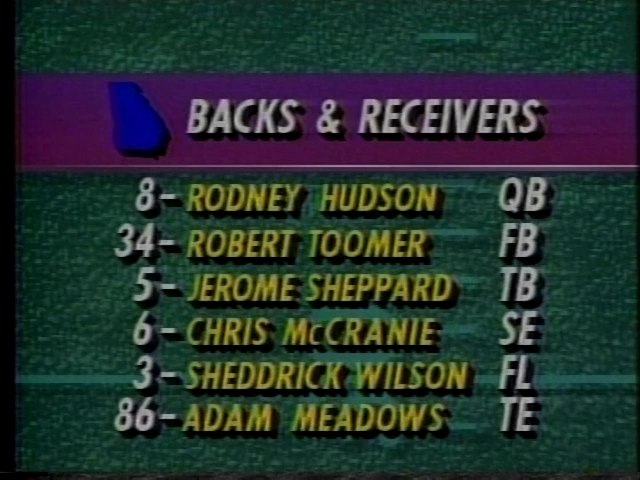 BACKS & RECEIVERS
8- RODNEY HUDSON QB
34- ROBERT TOOMER FB
5- JEROME SHEPPARD TB
6- CHRIS McCRANIE SE
3- SHEDDRICK WILSON FL
86- ADAM MEADOWS TE